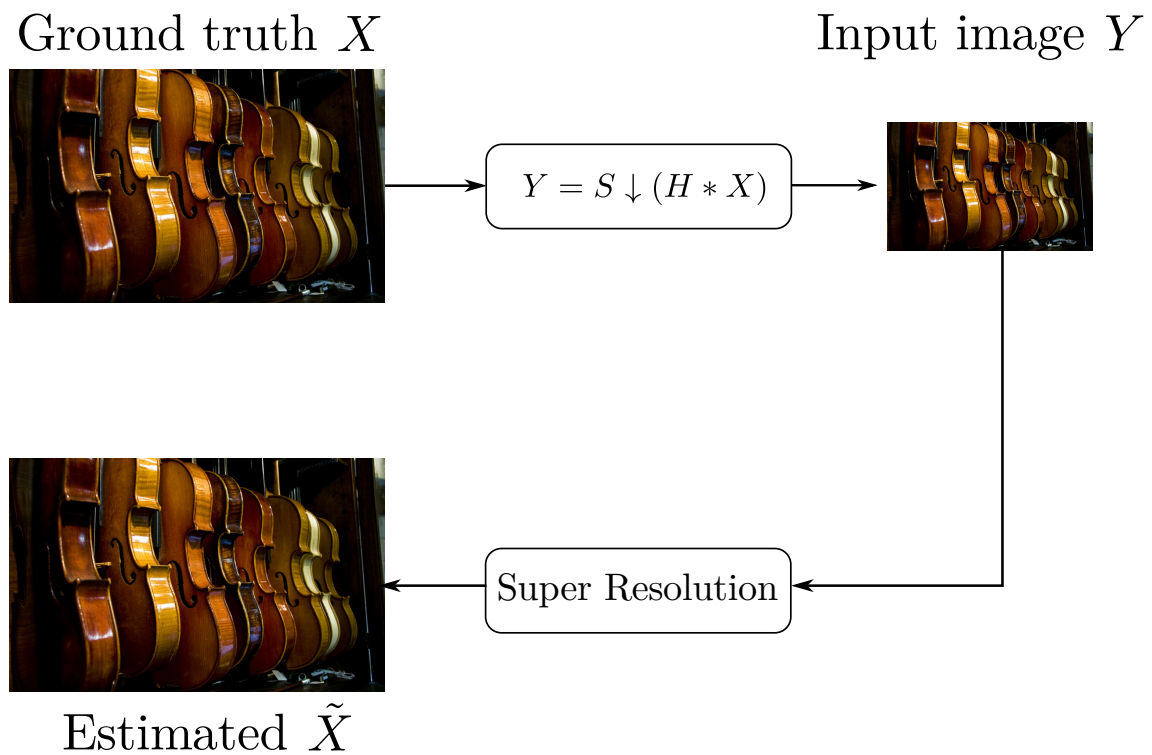 Ground truth X
Input image Y
Y = S ↓ (H ∗ X)
Super Resolution
Estimated X̃